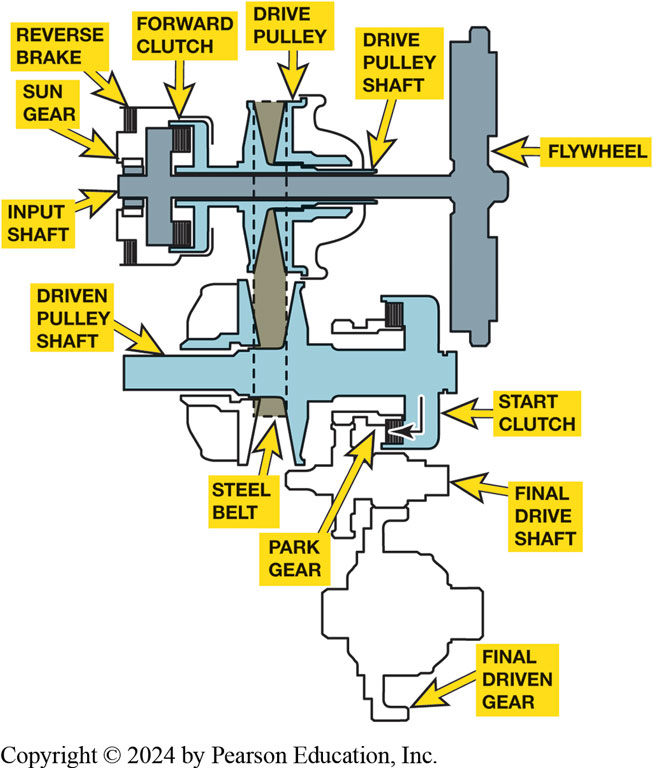 REVERSE
BRAKE
FORWARD
CLUTCH
DRIVE
PULLEY
DRIVE
PULLEY
SHAFT
SUN
GEAR
FLYWHEEL
INPUT
SHAFT
DRIVEN
PULLEY
SHAFT
START
CLUTCH
STEEL
BELT
FINAL
DRIVE
SHAFT
PARK
GEAR
FINAL
DRIVEN
GEAR
Copyright © 2024 by Pearson Education, Inc.